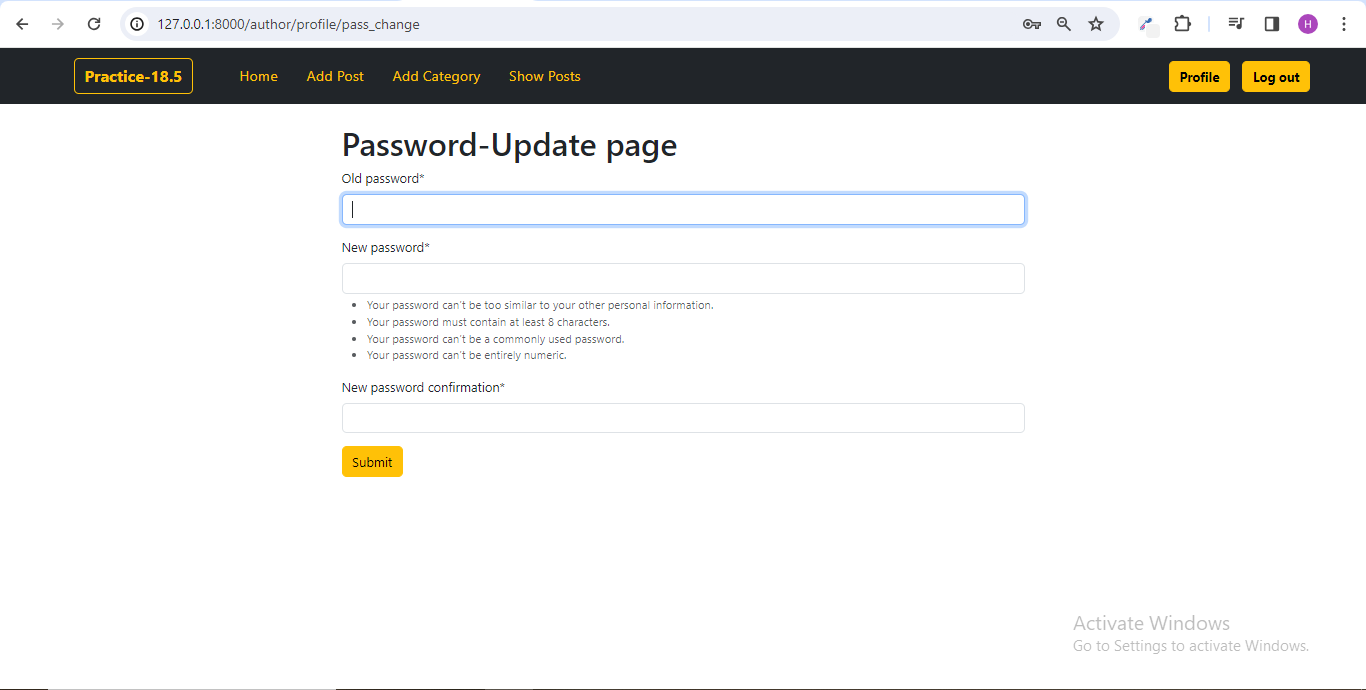 127.0.0.1:8000/author/profile/pass_change
H
Practice-18.5 Home Add Post Add Category Show Posts Profile Log out
Password-Update page
Old password*
New password*
Your password can't be too similar to your other personal information.
Your password must contain at least 8 characters.
Your password can't be a commonly used password.
Your password can't be entirely numeric.
New password confirmation*
Submit
Activate Windows
Go to Settings to activate Windows.